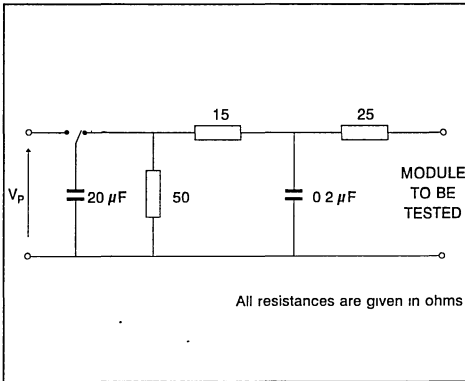 15
25
V_P
20 µF
50
0 2 µF
MODULE
TO BE
TESTED
All resistances are given in ohms